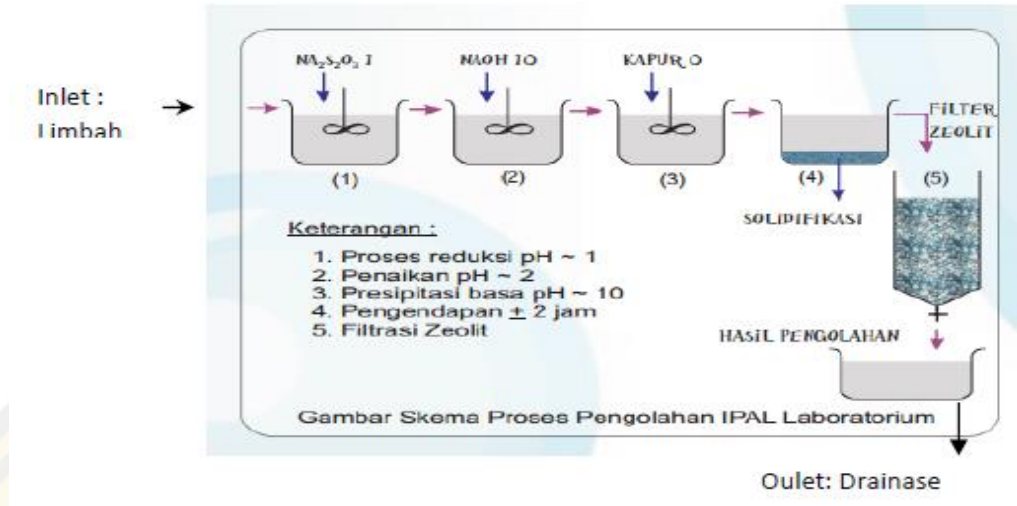 NA₂S₂O₃ I
NAOH 10
KAPUR O
Inlet :
Limbah
FILTER
ZEOLIT
(1)
(2)
(3)
(4)
(5)
SOLIDIFIKASI
Keterangan :
1. Proses reduksi pH ~ 1
2. Penaikan pH ~ 2
3. Presipitasi basa pH ~ 10
4. Pengendapan ± 2 jam
5. Filtrasi Zeolit
HASIL PENGOLAHAN
Gambar Skema Proses Pengolahan IPAL Laboratorium
Oulet: Drainase